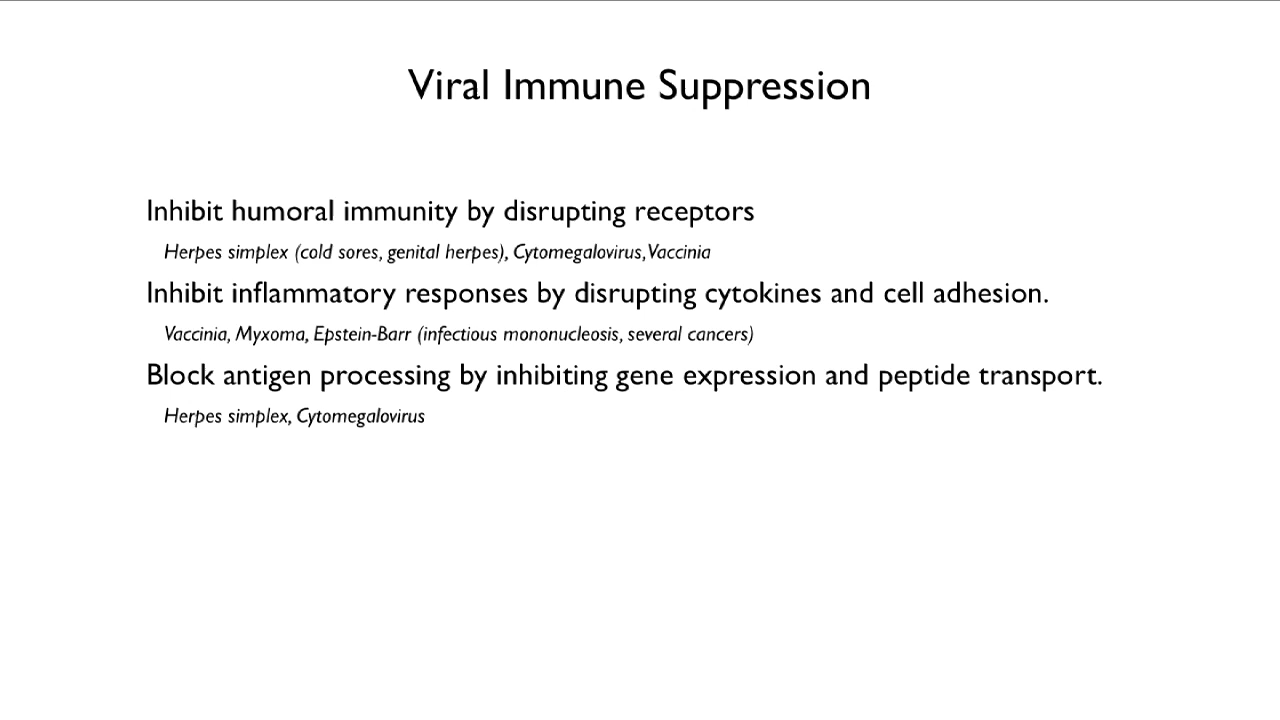 Viral Immune Suppression
Inhibit humoral immunity by disrupting receptors
Herpes simplex (cold sores, genital herpes), Cytomegalovirus, Vaccinia
Inhibit inflammatory responses by disrupting cytokines and cell adhesion.
Vaccinia, Myxoma, Epstein-Barr (infectious mononucleosis, several cancers)
Block antigen processing by inhibiting gene expression and peptide transport.
Herpes simplex, Cytomegalovirus